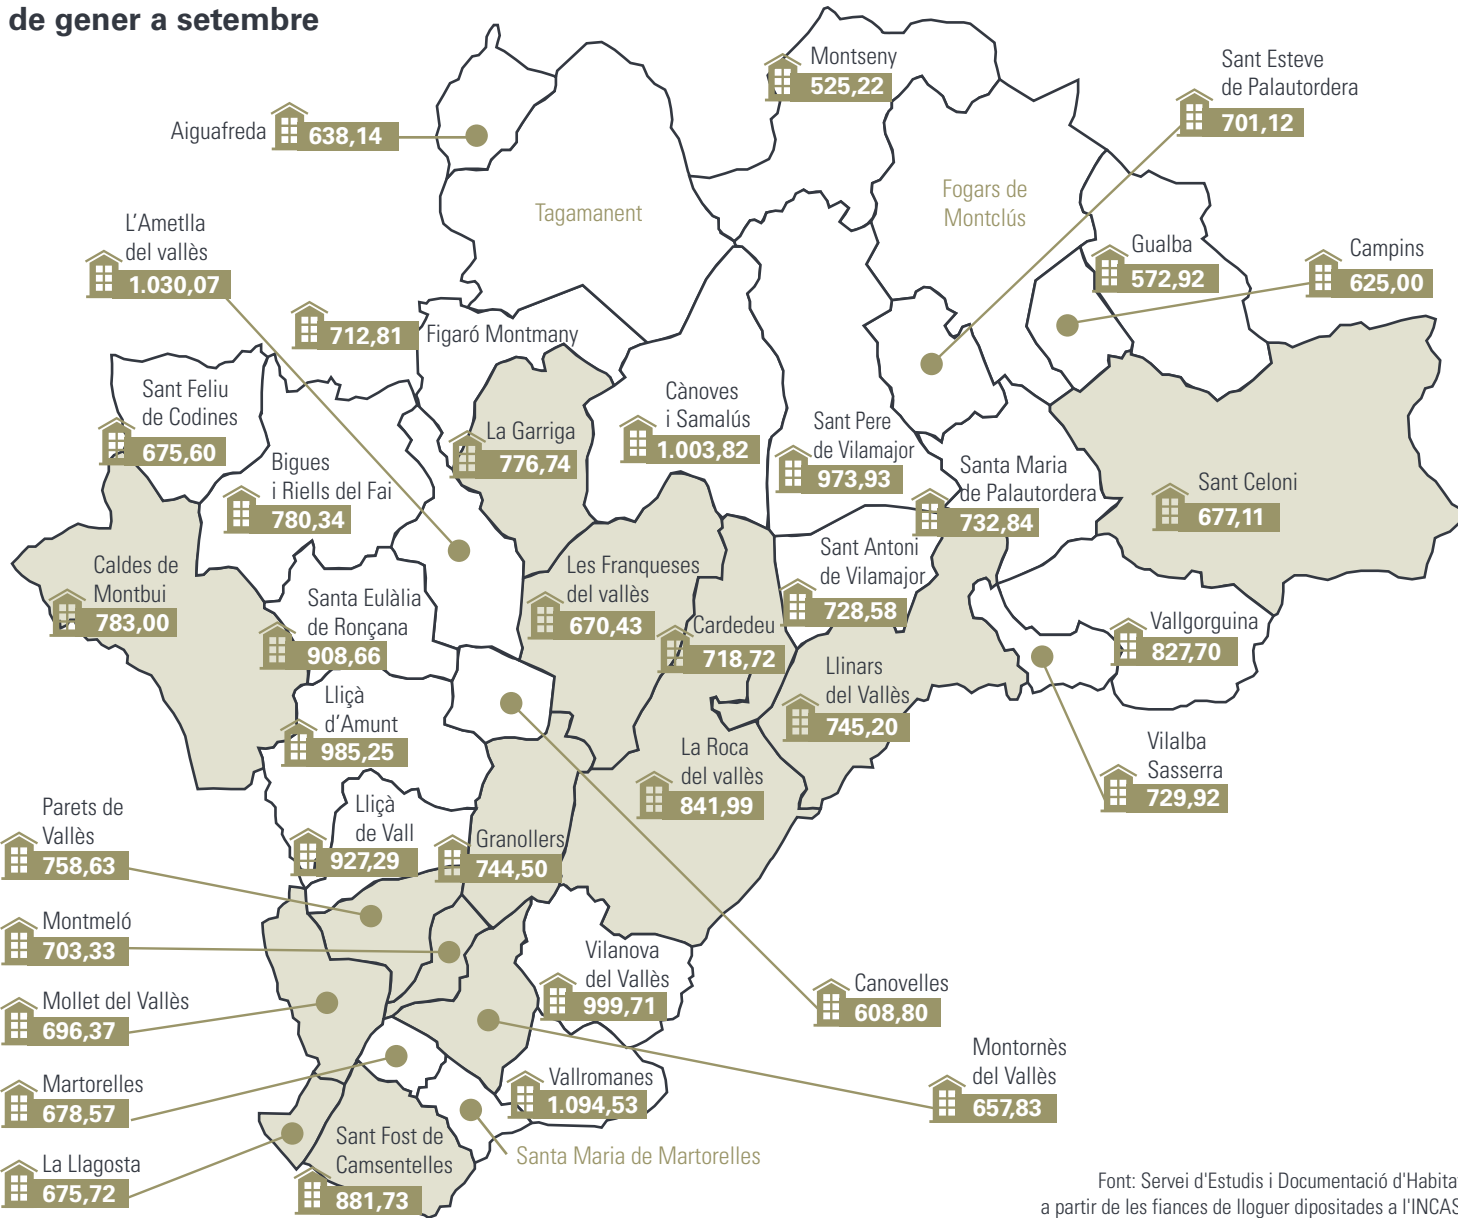 de gener a setembre
Montseny
525,22
Sant Esteve
de Palautordera
701,12
Aiguafreda
638,14
Tagamanent
Fogars de
Montclús
L'Ametlla
del vallès
1.030,07
Gualba
572,92
Campins
625,00
712,81
Figaró Montmany
Sant Feliu
de Codines
675,60
La Garriga
776,74
Cànoves
i Samalús
1.003,82
Sant Pere
de Vilamajor
973,93
Bigues
i Riells del Fai
780,34
Santa Maria
de Palautordera
732,84
Sant Celoni
677,11
Caldes de
Montbui
783,00
Les Franqueses
del vallès
670,43
Sant Antoni
de Vilamajor
728,58
Santa Eulàlia
de Ronçana
908,66
Cardedeu
718,72
Vallgorguina
827,70
Llinars
del Vallès
745,20
Lliçà
d'Amunt
985,25
La Roca
del vallès
841,99
Vilalba
Sasserra
729,92
Parets de
Vallès
758,63
Lliçà
de Vall
927,29
Granollers
744,50
Montmeló
703,33
Vilanova
del Vallès
999,71
Canovelles
608,80
Mollet del Vallès
696,37
Montornès
del Vallès
657,83
Martorelles
678,57
Vallromanes
1.094,53
Sant Fost de
Camsentelles
881,73
Santa Maria de Martorelles
La Llagosta
675,72
Font: Servei d'Estudis i Documentació d'Habitat
a partir de les fiances de lloguer dipositades a l'INCAS